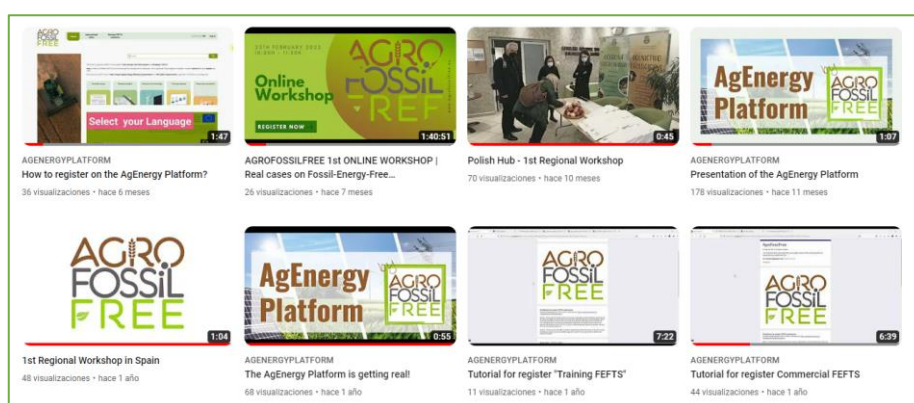 AGRO
FOSSIL
FREE
Select your Language
1:47
AGENERGYPLATFORM
How to register on the AgEnergy Platform?
36 visualizaciones • hace 6 meses
25TH FEBRUARY 2022
Online
Workshop
REGISTER NOW
AGRO
FOSSIL
FREE
1:40:51
AGROFOSSILFREE 1st ONLINE WORKSHOP |
Real cases on Fossil-Energy-Free...
26 visualizaciones • hace 7 meses
0:45
Polish Hub - 1st Regional Workshop
70 visualizaciones • hace 10 meses
AgEnergy
Platform
AGRO
FOSSIL
FREE
1:07
AGENERGYPLATFORM
Presentation of the AgEnergy Platform
178 visualizaciones • hace 11 meses
AGRO
FOSSIL
FREE
1:04
1st Regional Workshop in Spain
48 visualizaciones • hace 1 año
AgEnergy
Platform
AGRO
FOSSIL
FREE
0:55
AGENERGYPLATFORM
The AgEnergy Platform is getting real!
68 visualizaciones • hace 1 año
AGRO
FOSSIL
FREE
7:22
AGENERGYPLATFORM
Tutorial for register "Training FEFTS"
11 visualizaciones • hace 1 año
AGRO
FOSSIL
FREE
6:39
AGENERGYPLATFORM
Tutorial for register Commercial FEFTS
44 visualizaciones • hace 1 año